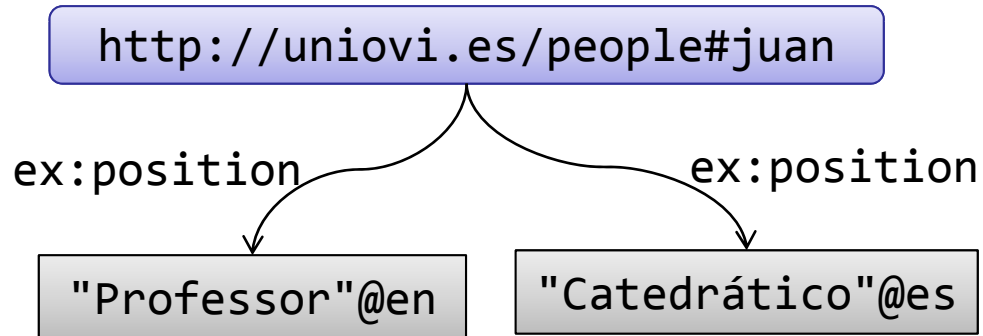 http://uniovi.es/people#juan
ex:position
ex:position
"Professor"@en
"Catedrático"@es